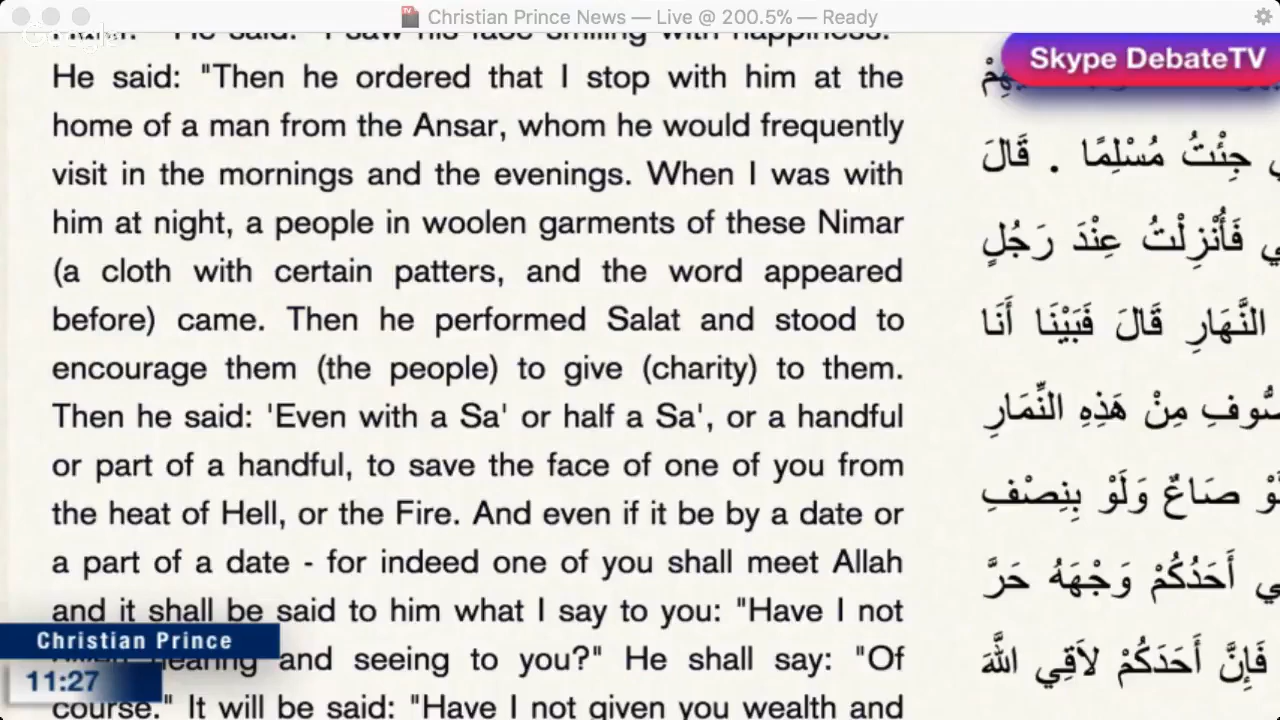 Christian Prince News — Live @ 200.5% — Ready
Google
He said: "I saw his face smiling with happiness."
Skype DebateTV
He said: "Then he ordered that I stop with him at the
home of a man from the Ansar, whom he would frequently
visit in the mornings and the evenings. When I was with
him at night, a people in woolen garments of these Nimar
(a cloth with certain patters, and the word appeared
before) came. Then he performed Salat and stood to
encourage them (the people) to give (charity) to them.
Then he said: 'Even with a Sa' or half a Sa', or a handful
or part of a handful, to save the face of one of you from
the heat of Hell, or the Fire. And even if it be by a date or
a part of a date - for indeed one of you shall meet Allah
and it shall be said to him what I say to you: "Have I not
hearing and seeing to you?" He shall say: "Of
course." It will be said: "Have I not given you wealth and
جِئْتُ مُسْلِمًا . قَالَ
فَأُنْزِلْتُ عِنْدَ رَجُلٍ
النَّهَارِ قَالَ فَبَيْنَا أَنَا
مِنْ هَذِهِ النِّمَارِ
صَاعٌ وَلَوْ بِنِصْفِ
أَحَدُكُمْ وَجْهَهُ حَرَّ
فَإِنَّ أَحَدَكُمْ لاَقِي اللَّهَ
Christian Prince
11:27